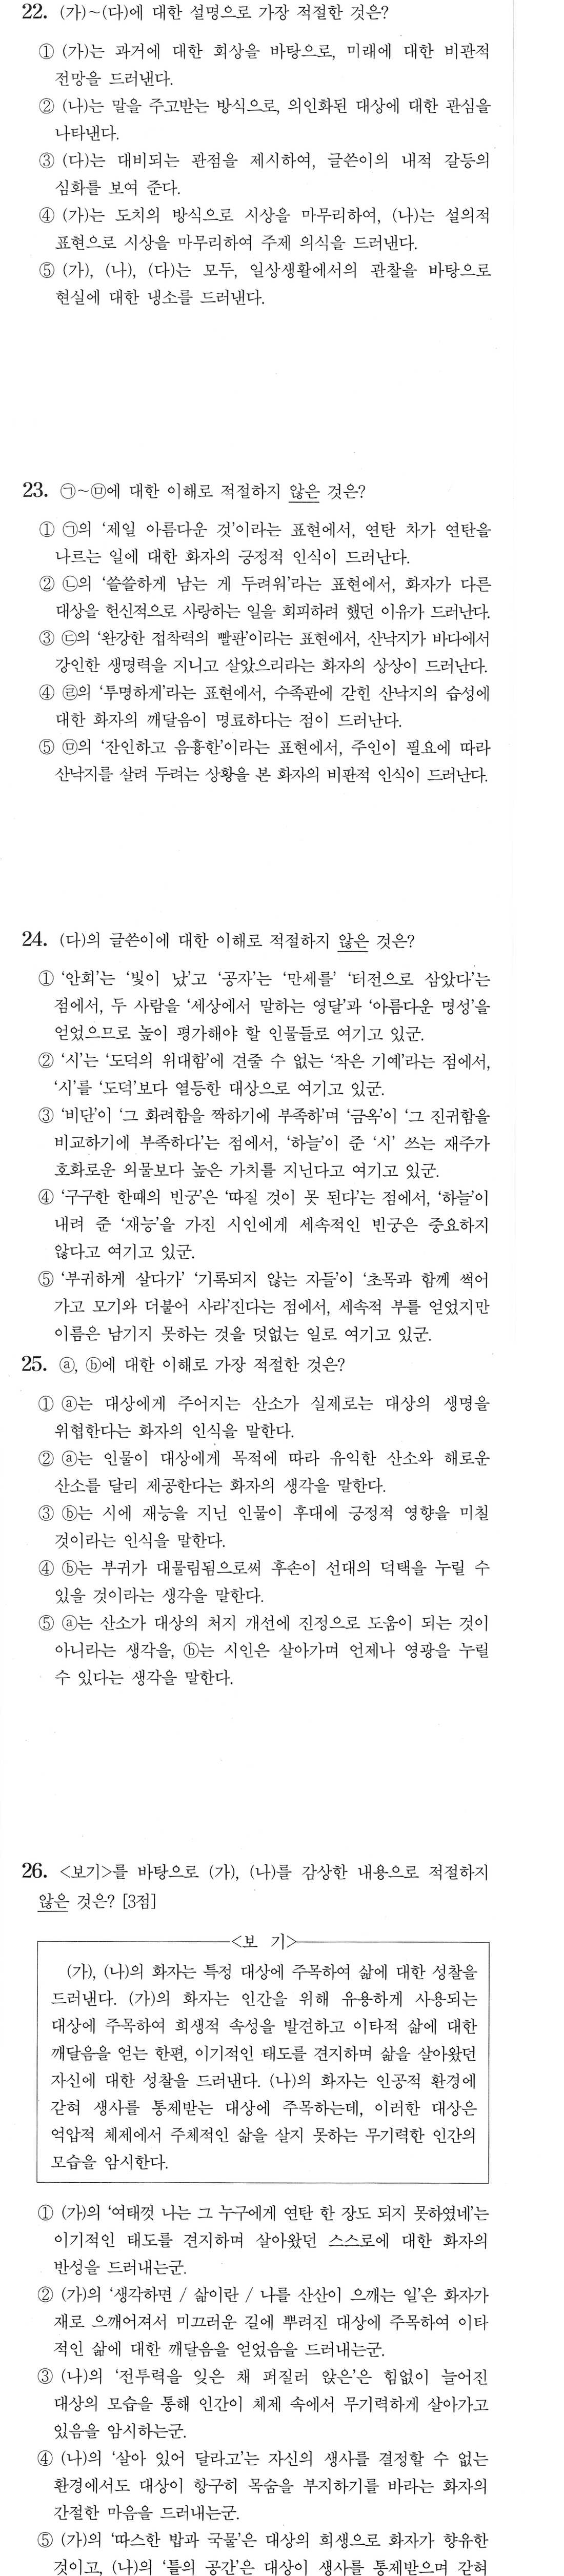 22. (가)~(다)에 대한 설명으로 가장 적절한 것은?
① (가)는 과거에 대한 회상을 바탕으로, 미래에 대한 비관적
전망을 드러낸다.
② (나)는 말을 주고받는 방식으로, 의인화된 대상에 대한 관심을
나타낸다.
③ (다)는 대비되는 관점을 제시하여, 글쓴이의 내적 갈등의
심화를 보여 준다.
④ (가)는 도치의 방식으로 시상을 마무리하여, (나)는 설의적
표현으로 시상을 마무리하여 주제 의식을 드러낸다.
⑤ (가), (나), (다)는 모두, 일상생활에서의 관찰을 바탕으로
현실에 대한 냉소를 드러낸다.
23. ㉠~㉤에 대한 이해로 적절하지 않은 것은?
① ㉠의 ‘제일 아름다운 것’이라는 표현에서, 연탄 차가 연탄을
나르는 일에 대한 화자의 긍정적 인식이 드러난다.
② ㉡의 ‘쓸쓸하게 남는 게 두려워’라는 표현에서, 화자가 다른
대상을 헌신적으로 사랑하는 일을 회피하려 했던 이유가 드러난다.
③ ㉢의 ‘완강한 접착력의 빨판’이라는 표현에서, 산낙지가 바다에서
강인한 생명력을 지니고 살았으리라는 화자의 상상이 드러난다.
④ ㉣의 ‘투명하게’라는 표현에서, 수족관에 갇힌 산낙지의 습성에
대한 화자의 깨달음이 명료하다는 점이 드러난다.
⑤ ㉤의 ‘잔인하고 음흉한’이라는 표현에서, 주인이 필요에 따라
산낙지를 살려 두려는 상황을 본 화자의 비판적 인식이 드러난다.
24. (다)의 글쓴이에 대한 이해로 적절하지 않은 것은?
① ‘안회’는 ‘빛이 났’고 ‘공자’는 ‘만세를’ ‘터전으로 삼았다’는
점에서, 두 사람을 ‘세상에서 말하는 영달’과 ‘아름다운 명성’을
얻었으므로 높이 평가해야 할 인물들로 여기고 있군.
② ‘시’는 ‘도덕의 위대함’에 견줄 수 없는 ‘작은 기예’라는 점에서,
‘시’를 ‘도덕’보다 열등한 대상으로 여기고 있군.
③ ‘비단’이 ‘그 화려함을 짝하기에 부족하’며 ‘금옥’이 ‘그 진귀함을
비교하기에 부족하다’는 점에서, ‘하늘’이 준 ‘시’ 쓰는 재주가
호화로운 외물보다 높은 가치를 지닌다고 여기고 있군.
④ ‘구구한 한때의 빈궁’은 ‘따질 것이 못 된다’는 점에서, ‘하늘’이
내려 준 ‘재능’을 가진 시인에게 세속적인 빈궁은 중요하지
않다고 여기고 있군.
⑤ ‘부귀하게 살다가’ ‘기록되지 않는 자들’이 ‘초목과 함께 썩어
가고 모기와 더불어 사라’진다는 점에서, 세속적 부를 얻었지만
이름은 남기지 못하는 것을 덧없는 일로 여기고 있군.
25. ⓐ, ⓑ에 대한 이해로 가장 적절한 것은?
① ⓐ는 대상에게 주어지는 산소가 실제로는 대상의 생명을
위협한다는 화자의 인식을 말한다.
② ⓐ는 인물이 대상에게 목적에 따라 유익한 산소와 해로운
산소를 달리 제공한다는 화자의 생각을 말한다.
③ ⓑ는 시에 재능을 지닌 인물이 후대에 긍정적 영향을 미칠
것이라는 인식을 말한다.
④ ⓑ는 부귀가 대물림됨으로써 후손이 선대의 덕택을 누릴 수
있을 것이라는 생각을 말한다.
⑤ ⓐ는 산소가 대상의 처지 개선에 진정으로 도움이 되는 것이
아니라는 생각을, ⓑ는 시인은 살아가며 언제나 영광을 누릴
수 있다는 생각을 말한다.
26. <보기>를 바탕으로 (가), (나)를 감상한 내용으로 적절하지
않은 것은? [3점]
<보 기>
(가), (나)의 화자는 특정 대상에 주목하여 삶에 대한 성찰을
드러낸다. (가)의 화자는 인간을 위해 유용하게 사용되는
대상에 주목하여 희생적 속성을 발견하고 이타적 삶에 대한
깨달음을 얻는 한편, 이기적인 태도를 견지하며 삶을 살아왔던
자신에 대한 성찰을 드러낸다. (나)의 화자는 인공적 환경에
갇혀 생사를 통제받는 대상에 주목하는데, 이러한 대상은
억압적 체제에서 주체적인 삶을 살지 못하는 무기력한 인간의
모습을 암시한다.
① (가)의 ‘여태껏 나는 그 누구에게 연탄 한 장도 되지 못하였네’는
이기적인 태도를 견지하며 살아왔던 스스로에 대한 화자의
반성을 드러내는군.
② (가)의 ‘생각하면 / 삶이란 / 나를 산산이 으깨는 일’은 화자가
재로 으깨어져서 미끄러운 길에 뿌려진 대상에 주목하여 이타
적인 삶에 대한 깨달음을 얻었음을 드러내는군.
③ (나)의 ‘전투력을 잊은 채 퍼질러 앉은’은 힘없이 늘어진
대상의 모습을 통해 인간이 체제 속에서 무기력하게 살아가고
있음을 암시하는군.
④ (나)의 ‘살아 있어 달라고’는 자신의 생사를 결정할 수 없는
환경에서도 대상이 항구히 목숨을 부지하기를 바라는 화자의
간절한 마음을 드러내는군.
⑤ (가)의 ‘따스한 밥과 국물’은 대상의 희생으로 화자가 향유한
것이고, (나)의 ‘틀의 공간’은 대상이 생사를 통제받으며 갇혀